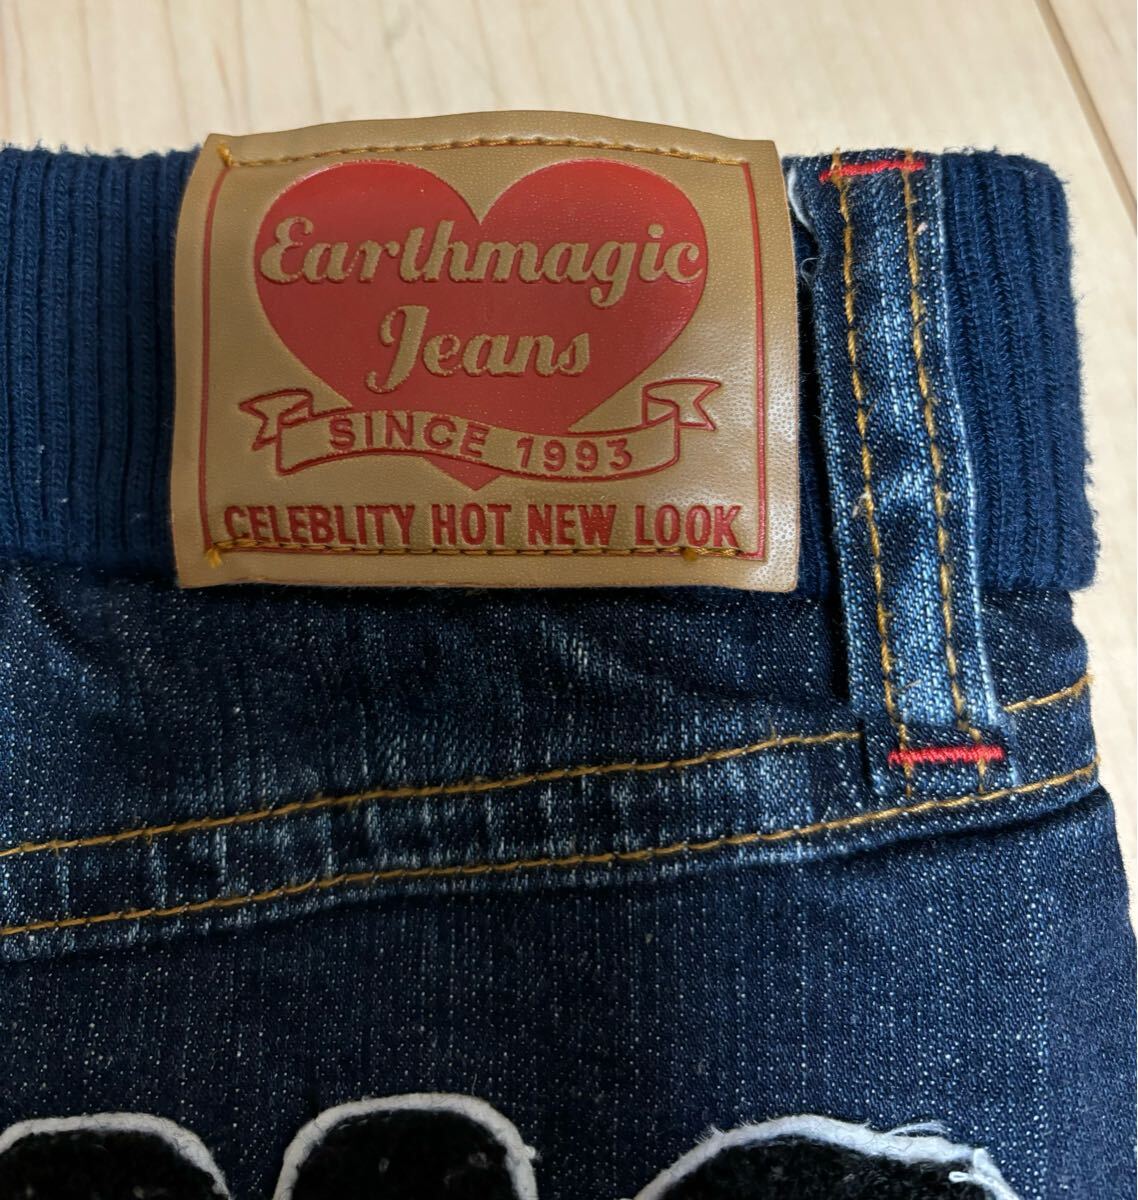 Earthmagic
Jeans
SINCE 1993
CELEBLITY HOT NEW LOOK